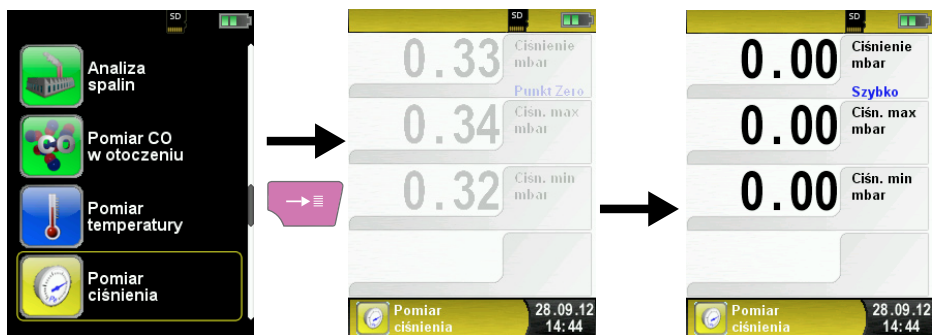 SD
Analiza
spalin
CO
Pomiar CO
w otoczeniu
Pomiar
temperatury
Pomiar
ciśnienia
SD
0.33 Ciśnienie
mbar
Punkt Zero
0.34 Ciśn. max
mbar
0.32 Ciśn. min
mbar
Pomiar
ciśnienia
28.09.12
14:44
SD
0.00 Ciśnienie
mbar
Szybko
0.00 Ciśn. max
mbar
0.00 Ciśn. min
mbar
Pomiar
ciśnienia
28.09.12
14:44